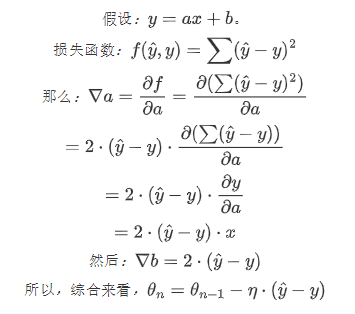 假设：y = ax + b。
损失函数：f(ŷ, y) = ∑(ŷ − y)²
那么：∇a = ∂f/∂a = ∂(∑(ŷ − y)²)/∂a
= 2 · (ŷ − y) · ∂(∑(ŷ − y))/∂a
= 2 · (ŷ − y) · ∂y/∂a
= 2 · (ŷ − y) · x
然后：∇b = 2 · (ŷ − y)
所以，综合来看，θₙ = θₙ₋₁ − η · (ŷ − y)